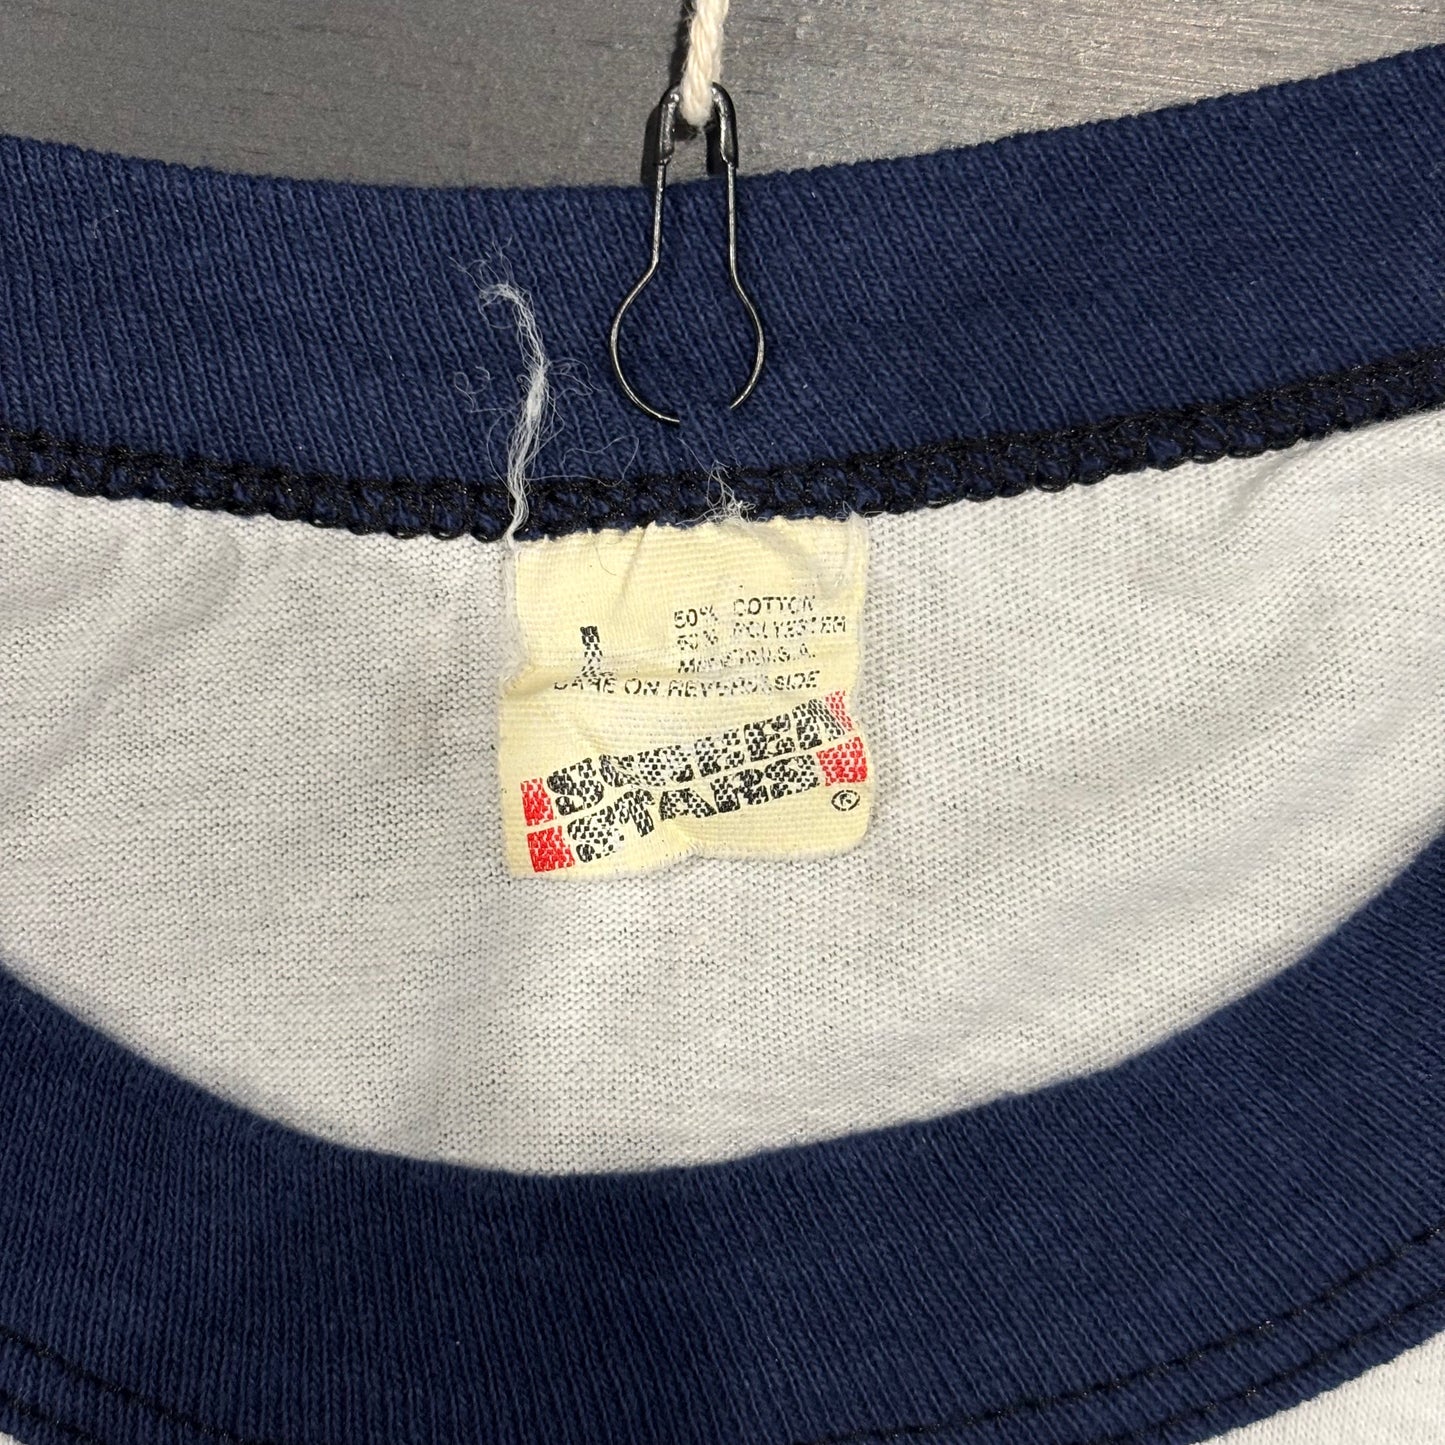 L
50% COTTON
50% POLYESTER
MADE IN U.S.A.
CARE ON REVERSE SIDE
SCREEN
STARS
®